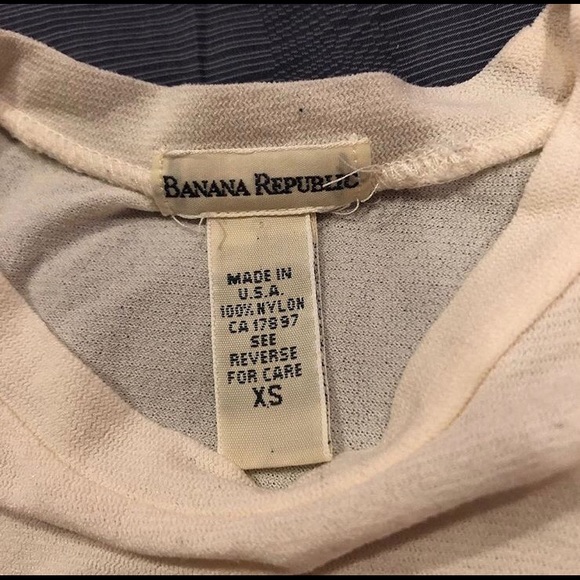 BANANA REPUBLIC
MADE IN
U.S.A.
100% NYLON
CA 17897
SEE
REVERSE
FOR CARE
XS